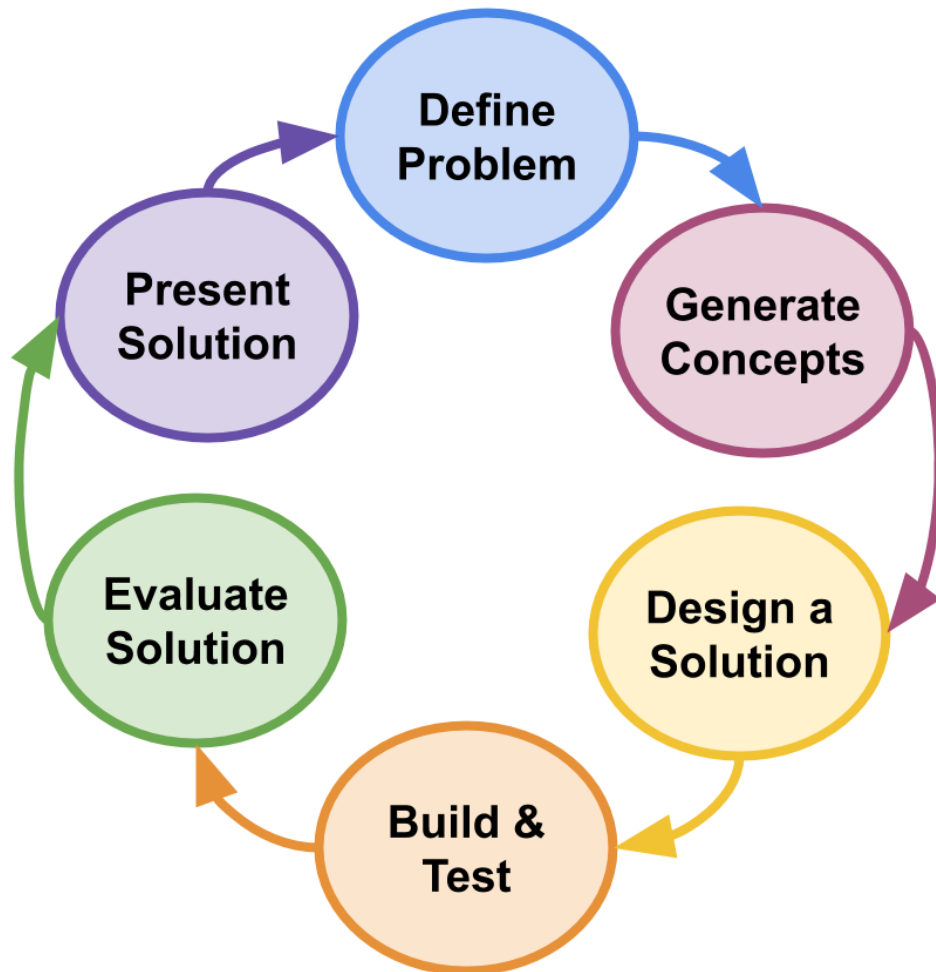 Define
Problem
Generate
Concepts
Design a
Solution
Build &
Test
Evaluate
Solution
Present
Solution